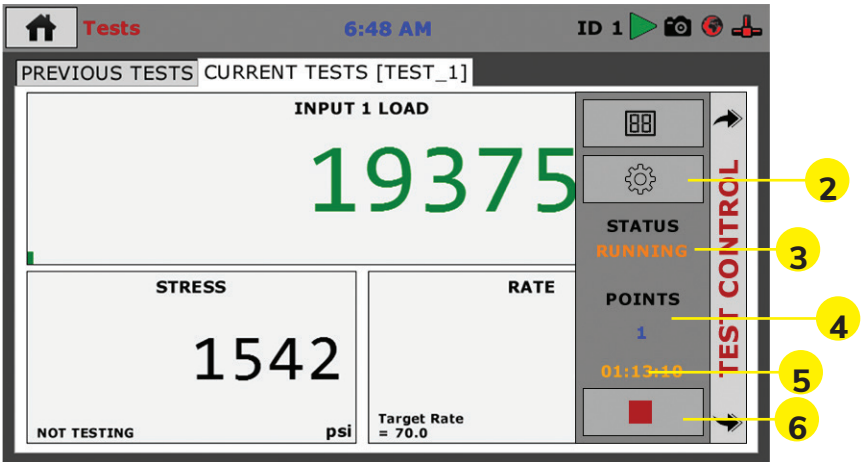 Tests 6:48 AM ID 1
PREVIOUS TESTS CURRENT TESTS [TEST_1]
INPUT 1 LOAD
19375
STRESS
1542
NOT TESTING psi
RATE
Target Rate
= 70.0
88
STATUS
RUNNING
POINTS
1
01:13:10
TEST CONTROL
2
3
4
5
6